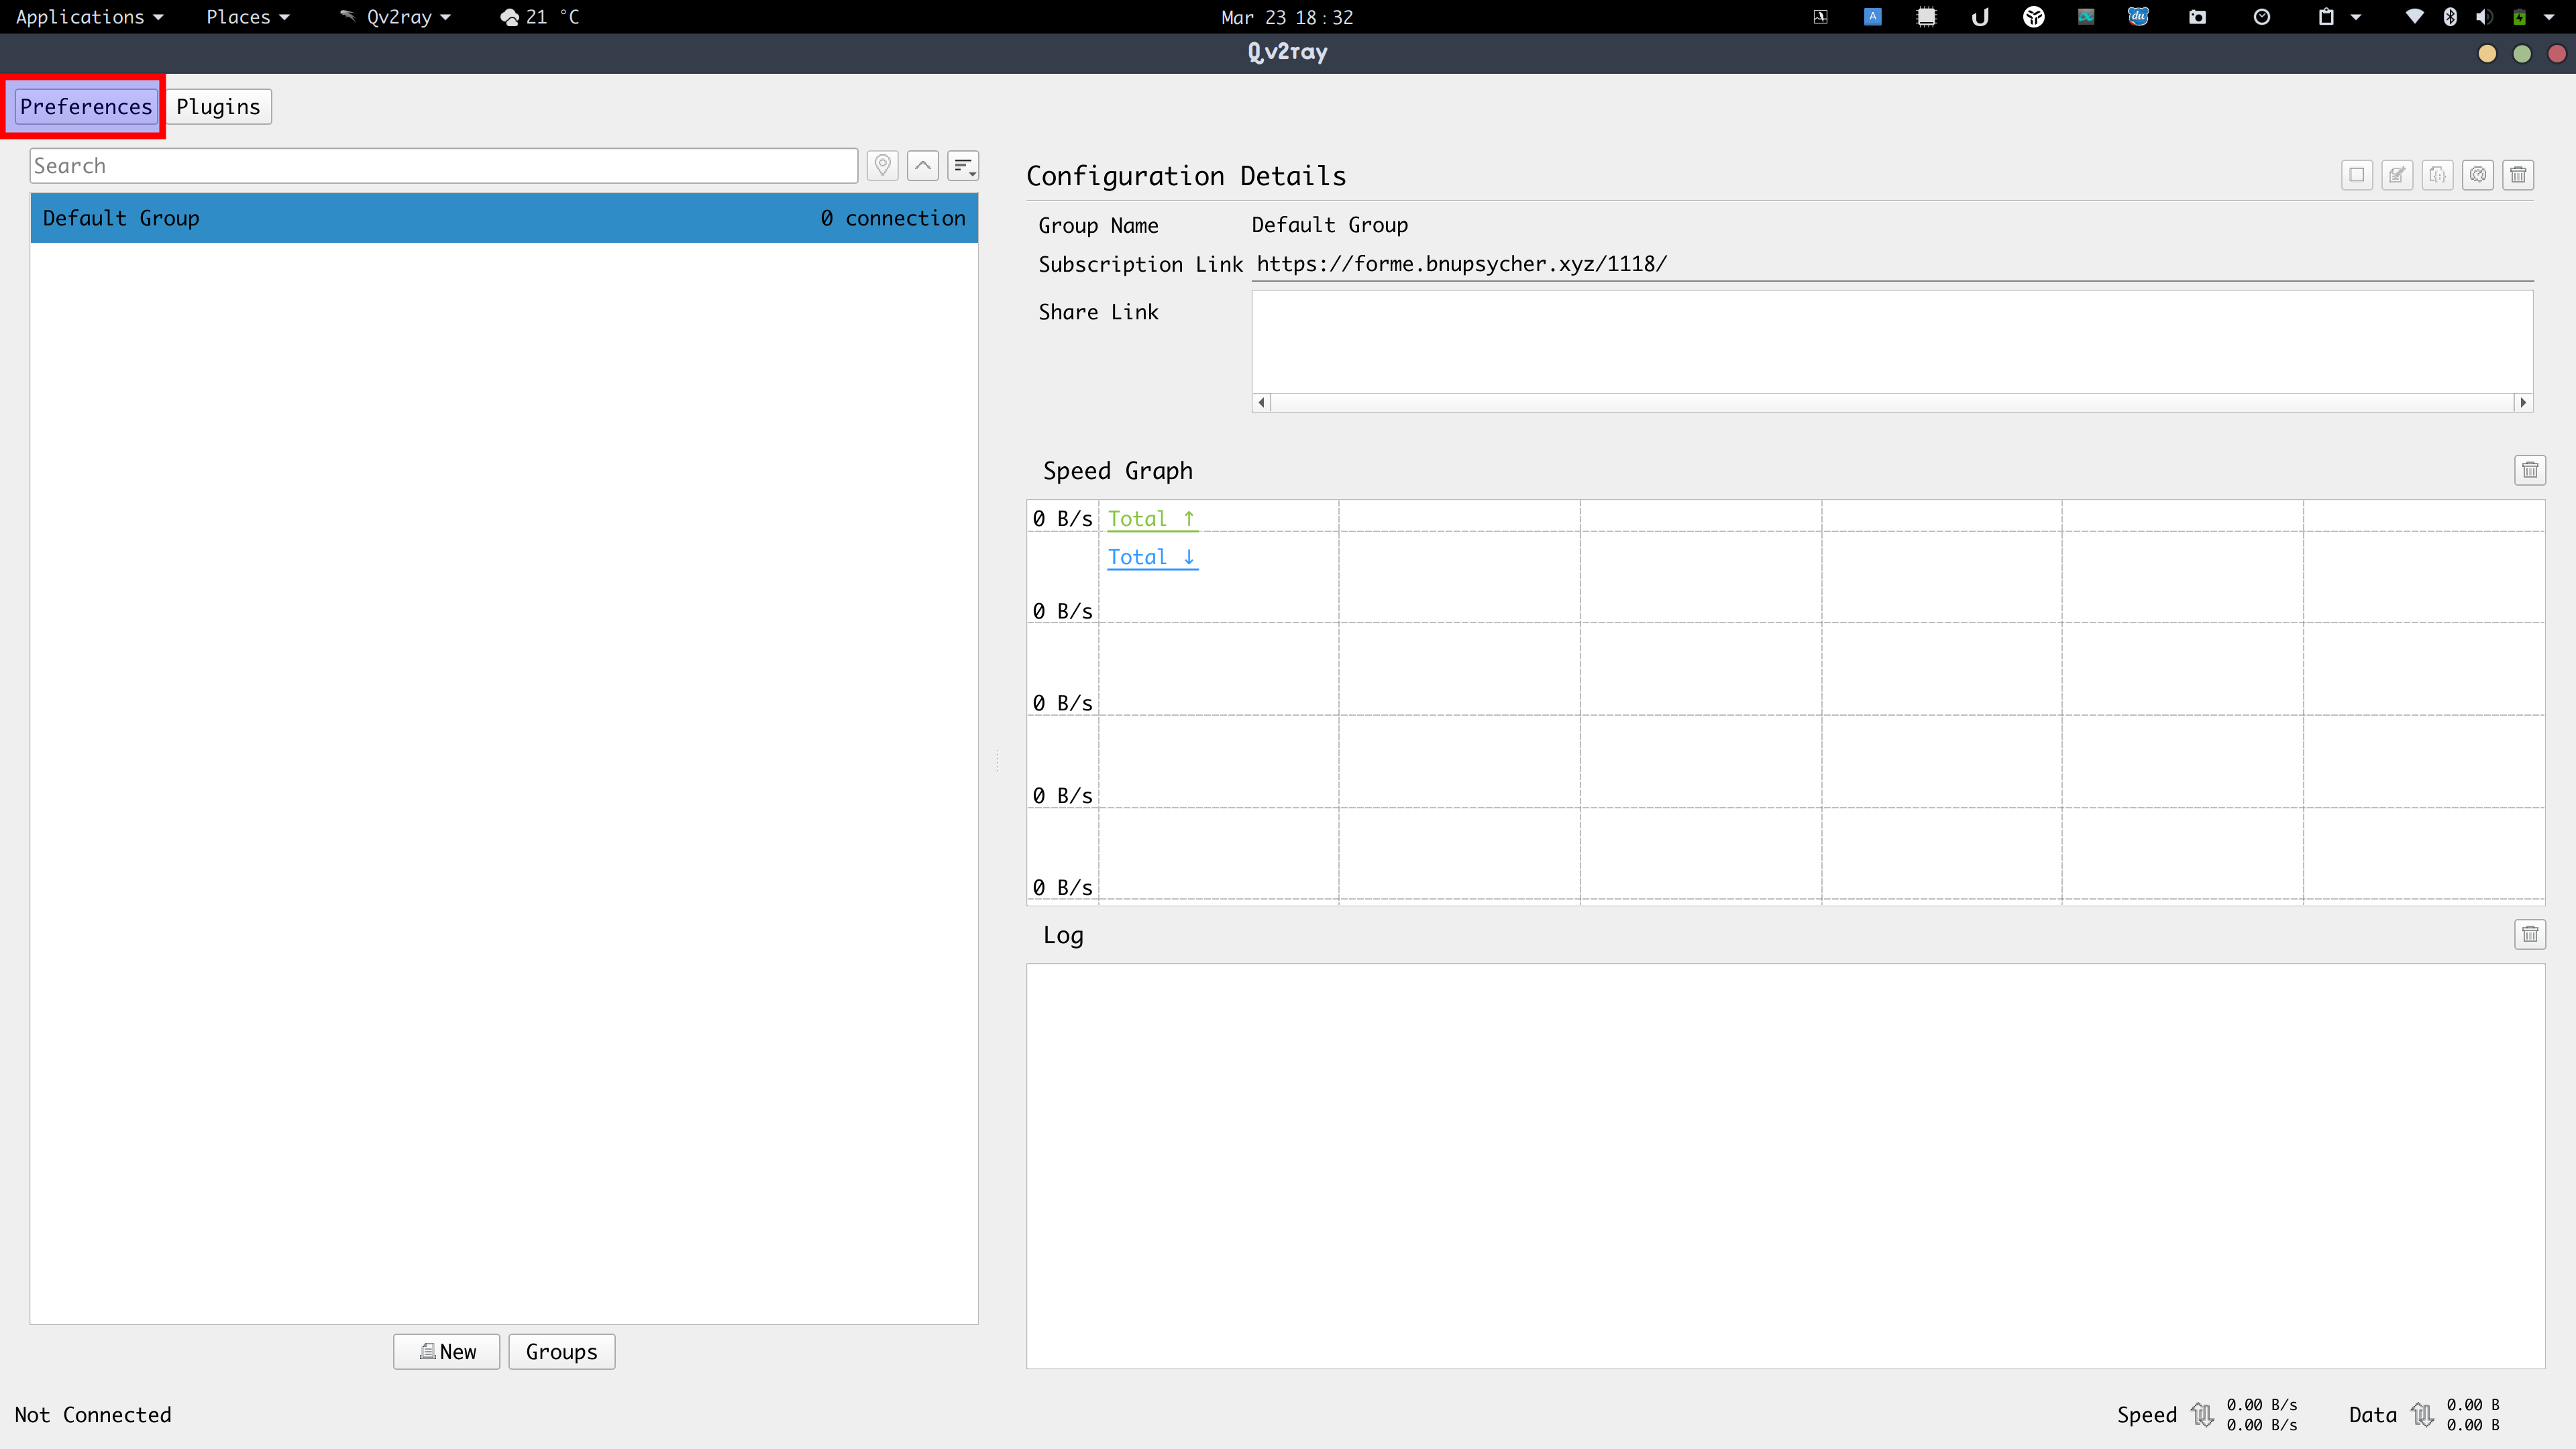 Applications Places Qv2ray 21 °C Mar 23 18:32
Qv2ray
Preferences Plugins
Search
Default Group 0 connection
New Groups
Configuration Details
Group Name Default Group
Subscription Link https://forme.bnupsycher.xyz/1118/
Share Link
Speed Graph
0 B/s Total ↑
Total ↓
0 B/s
0 B/s
0 B/s
0 B/s
Log
Not Connected
Speed 0.00 B/s
0.00 B/s
Data 0.00 B
0.00 B